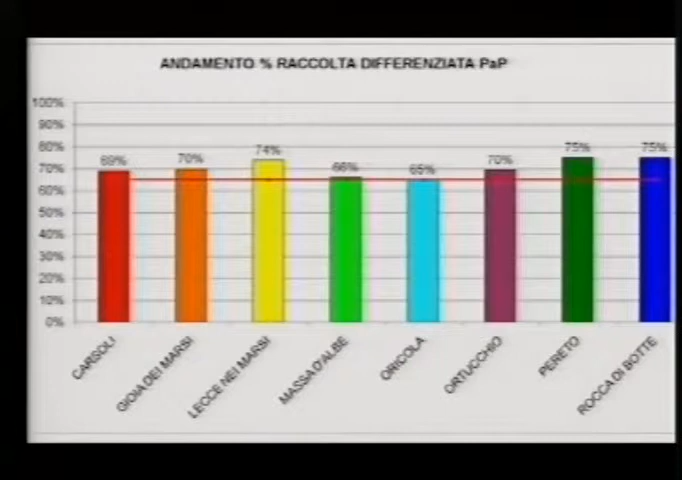 ANDAMENTO % RACCOLTA DIFFERENZIATA PaP
100%
90%
80%
70%
60%
50%
40%
30%
20%
10%
0%
69%
70%
74%
66%
65%
70%
75%
75%
CARSOLI
GIOIA DEI MARSI
LECCE NEI MARSI
MASSA D'ALBE
ORICOLA
ORTUCCHIO
PERETO
ROCCA DI BOTTE